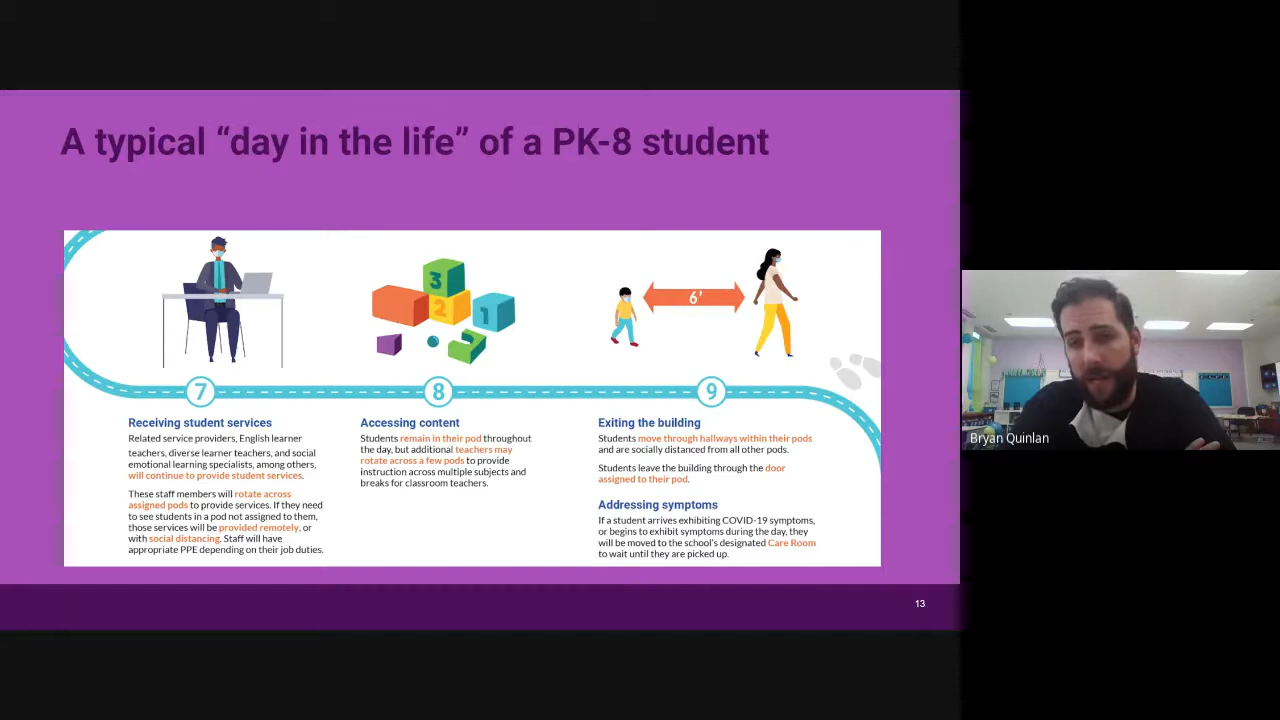 A typical “day in the life” of a PK-8 student
3
2
1
6'
7
8
9
Receiving student services
Related service providers, English learner
teachers, diverse learner teachers, and social
emotional learning specialists, among others,
will continue to provide student services.
These staff members will rotate across
assigned pods to provide services. If they need
to see students in a pod not assigned to them,
those services will be provided remotely, or
with social distancing. Staff will have
appropriate PPE depending on their job duties.
Accessing content
Students remain in their pod throughout
the day, but additional teachers may
rotate across a few pods to provide
instruction across multiple subjects and
breaks for classroom teachers.
Exiting the building
Students move through hallways within their pods
and are socially distanced from all other pods.
Students leave the building through the door
assigned to their pod.
Addressing symptoms
If a student arrives exhibiting COVID-19 symptoms,
or begins to exhibit symptoms during the day, they
will be moved to the school's designated Care Room
to wait until they are picked up.
13
Bryan Quinlan